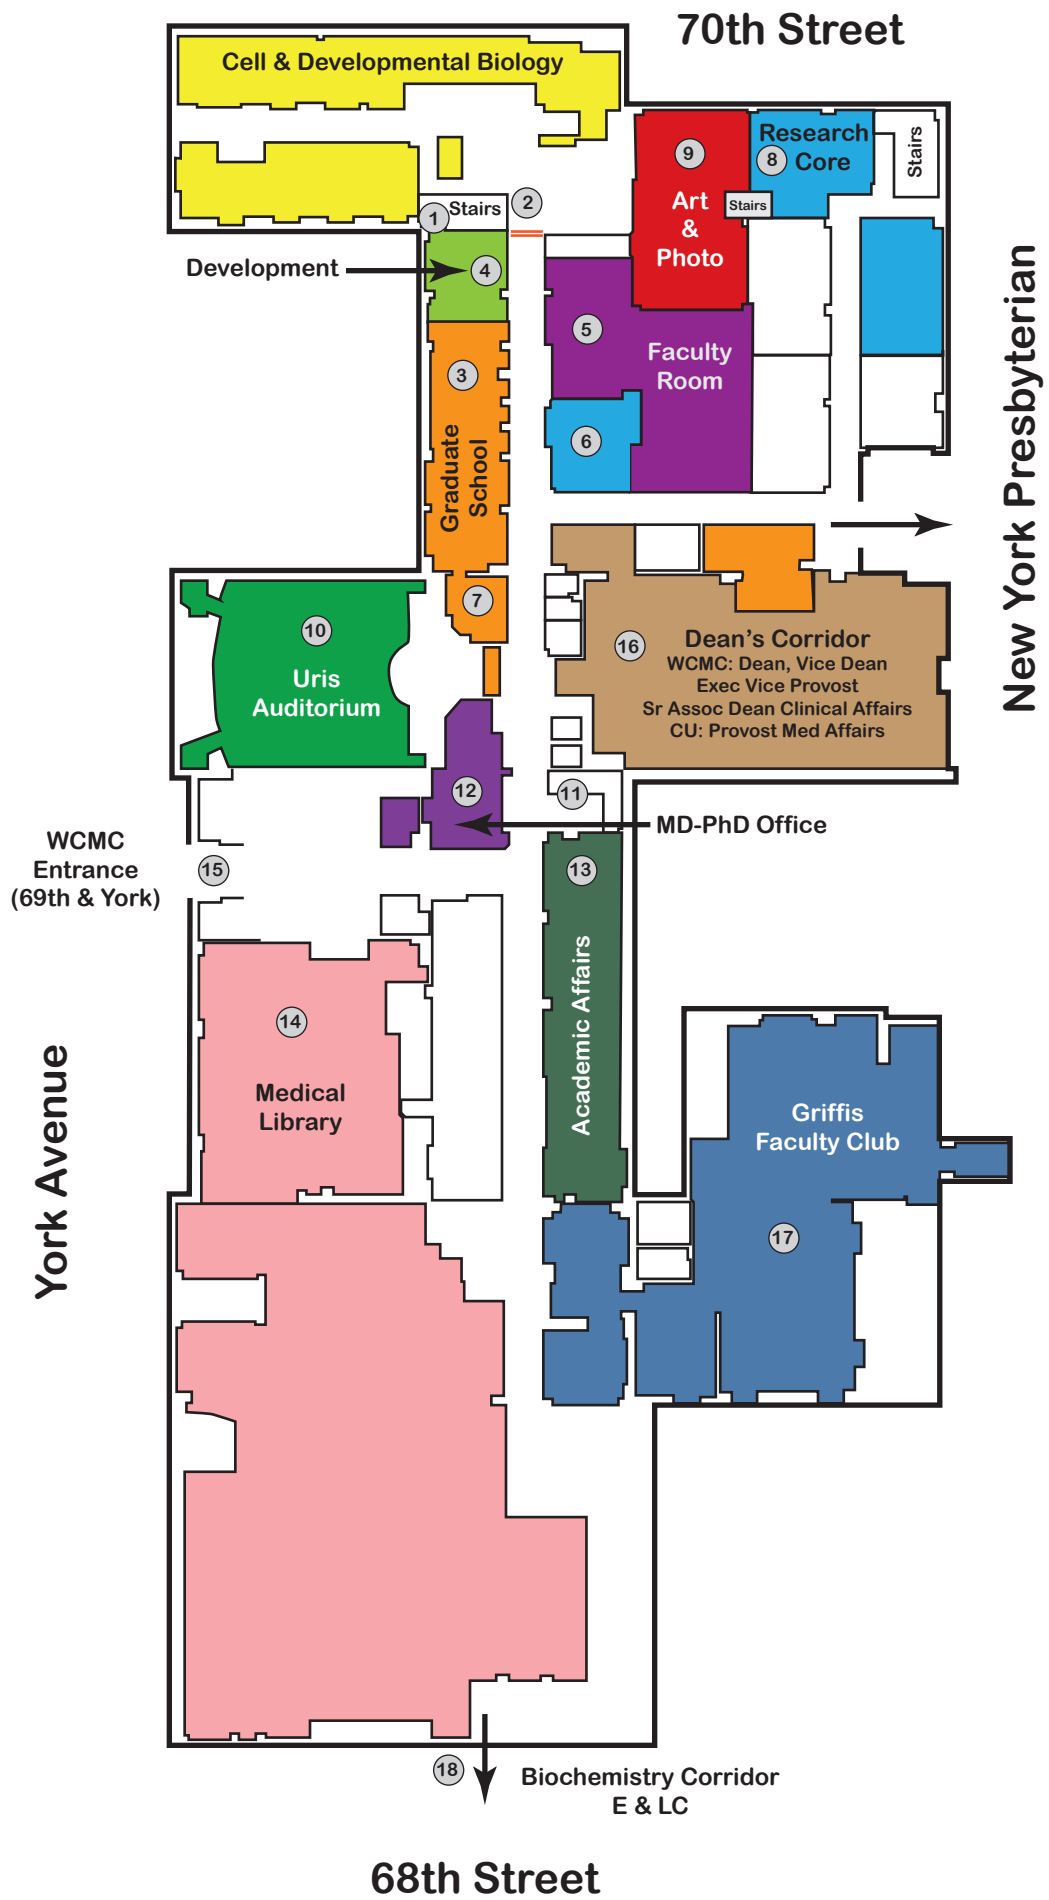 70th Street
Cell & Developmental Biology
9
8
Research
Core
Stairs
Art
&
Photo
Stairs
1
Stairs
2
Development
4
5
Faculty
Room
3
Graduate
School
6
New York Presbyterian
7
10
Uris
Auditorium
16
Dean's Corridor
WCMC: Dean, Vice Dean
Exec Vice Provost
Sr Assoc Dean Clinical Affairs
CU: Provost Med Affairs
12
11
MD-PhD Office
WCMC
Entrance
(69th & York)
15
13
Academic Affairs
14
Medical
Library
York Avenue
Griffis
Faculty Club
17
18
Biochemistry Corridor
E & LC
68th Street